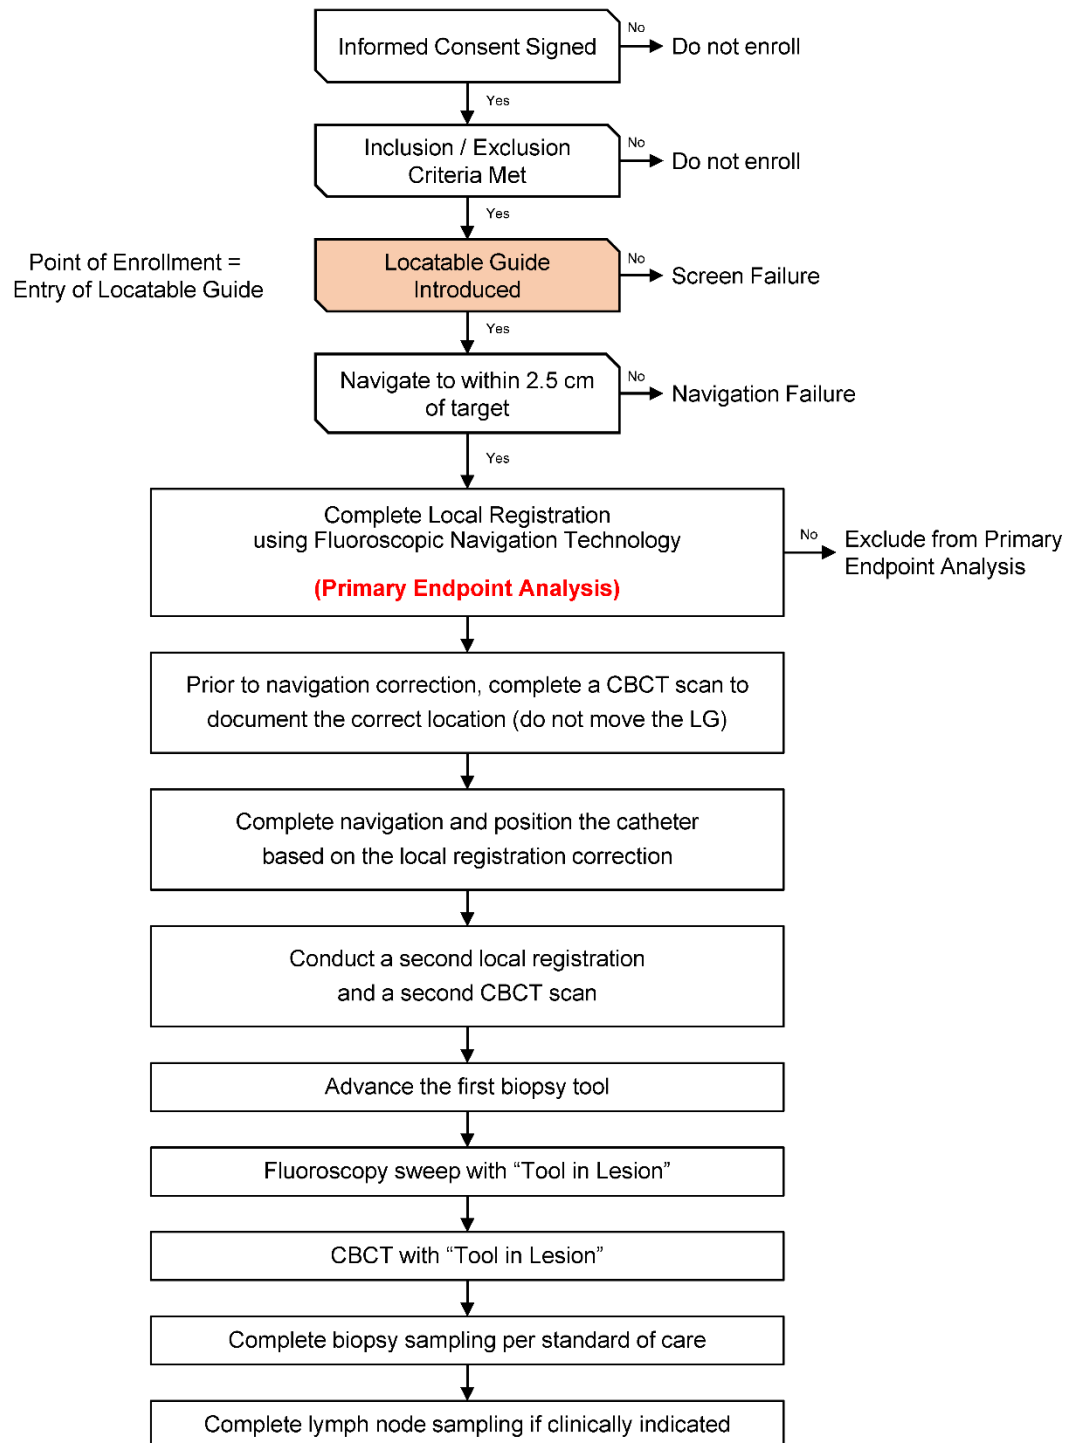 Informed Consent Signed
No
Do not enroll
Yes
Inclusion / Exclusion
Criteria Met
No
Do not enroll
Yes
Point of Enrollment =
Entry of Locatable Guide
Locatable Guide
Introduced
No
Screen Failure
Yes
Navigate to within 2.5 cm
of target
No
Navigation Failure
Yes
Complete Local Registration
using Fluoroscopic Navigation Technology
(Primary Endpoint Analysis)
No
Exclude from Primary
Endpoint Analysis
Prior to navigation correction, complete a CBCT scan to
document the correct location (do not move the LG)
Complete navigation and position the catheter
based on the local registration correction
Conduct a second local registration
and a second CBCT scan
Advance the first biopsy tool
Fluoroscopy sweep with “Tool in Lesion”
CBCT with “Tool in Lesion”
Complete biopsy sampling per standard of care
Complete lymph node sampling if clinically indicated